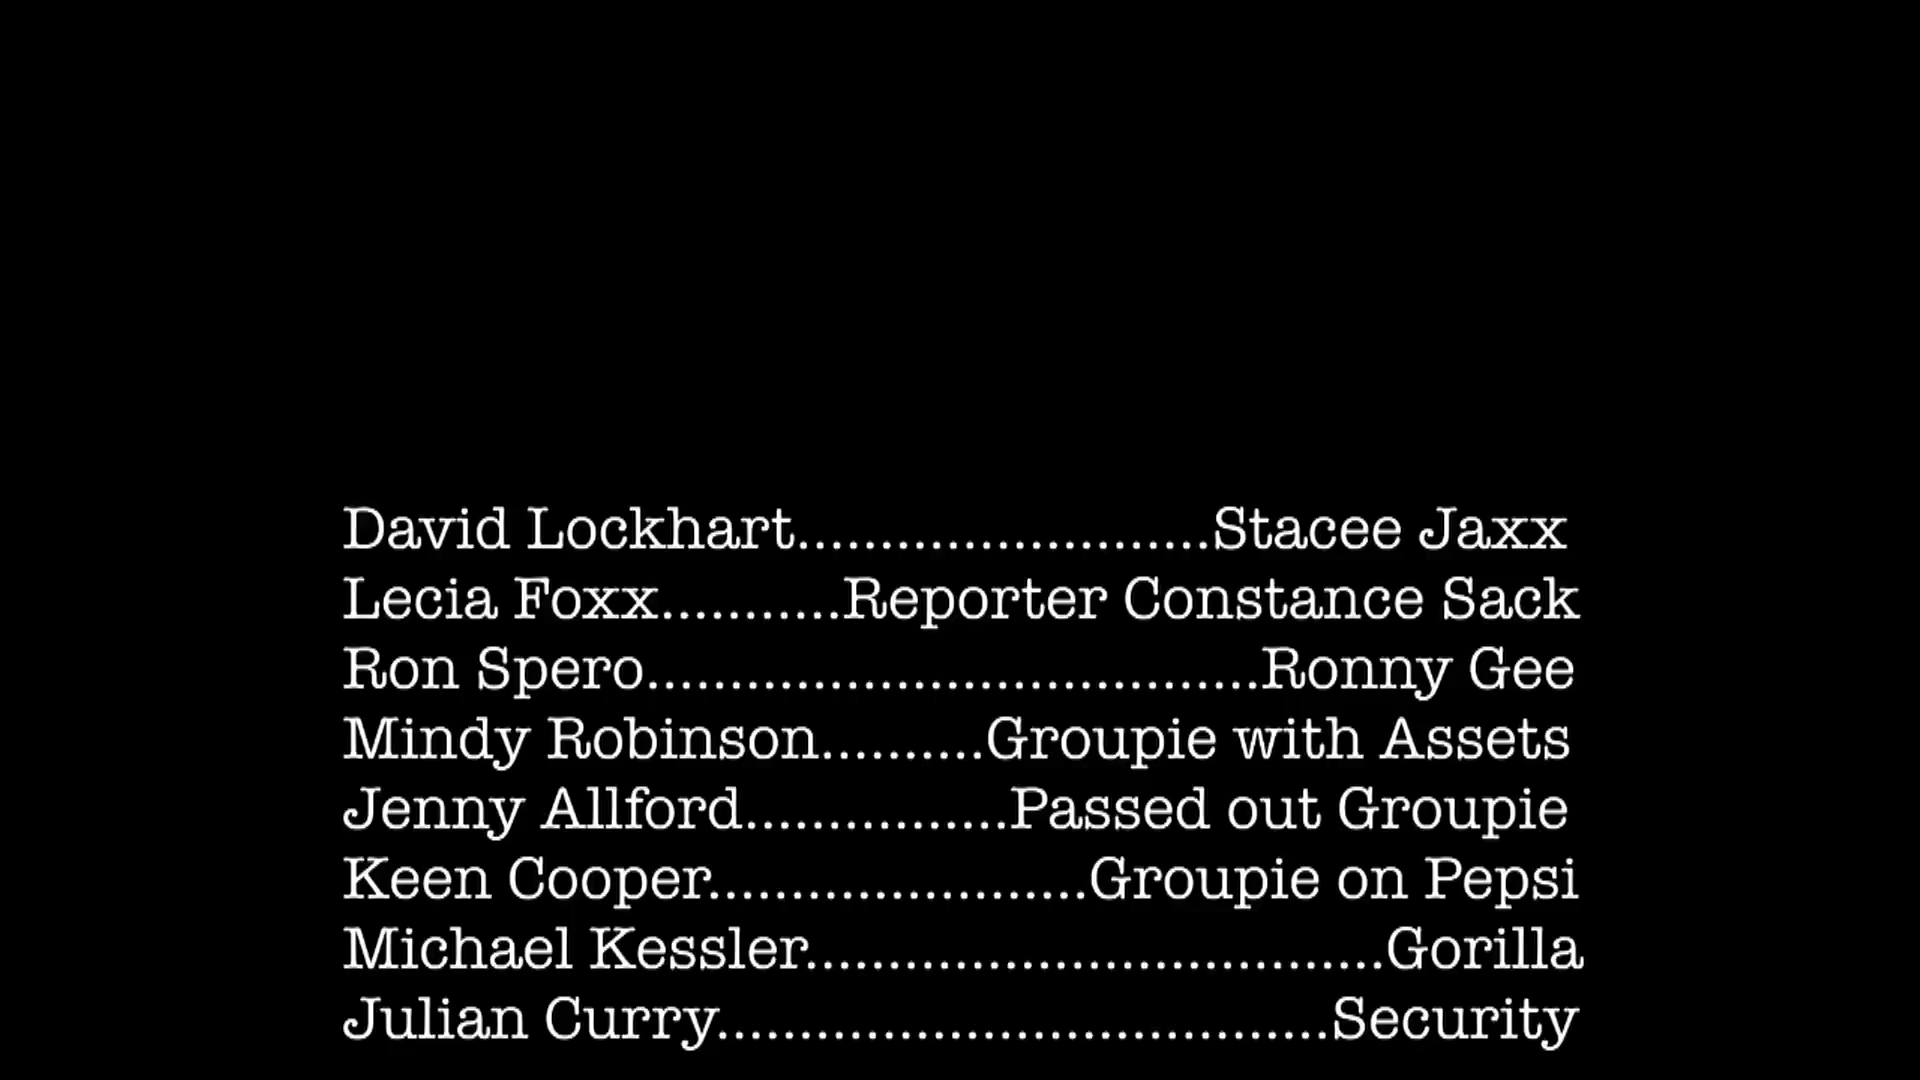 David Lockhart.........................Stacee Jaxx
Lecia Foxx...........Reporter Constance Sack
Ron Spero.....................................Ronny Gee
Mindy Robinson..........Groupie with Assets
Jenny Allford................Passed out Groupie
Keen Cooper.......................Groupie on Pepsi
Michael Kessler...................................Gorilla
Julian Curry.....................................Security